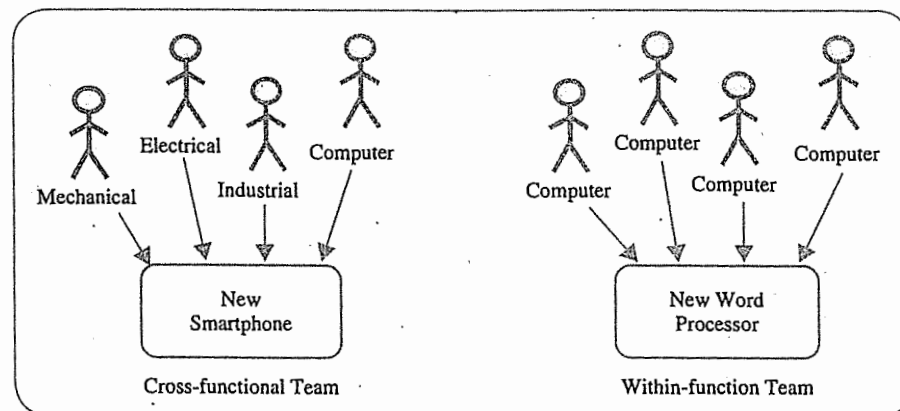 Mechanical
Electrical
Industrial
Computer
New
Smartphone
Cross-functional Team
Computer
Computer
Computer
Computer
New Word
Processor
Within-function Team